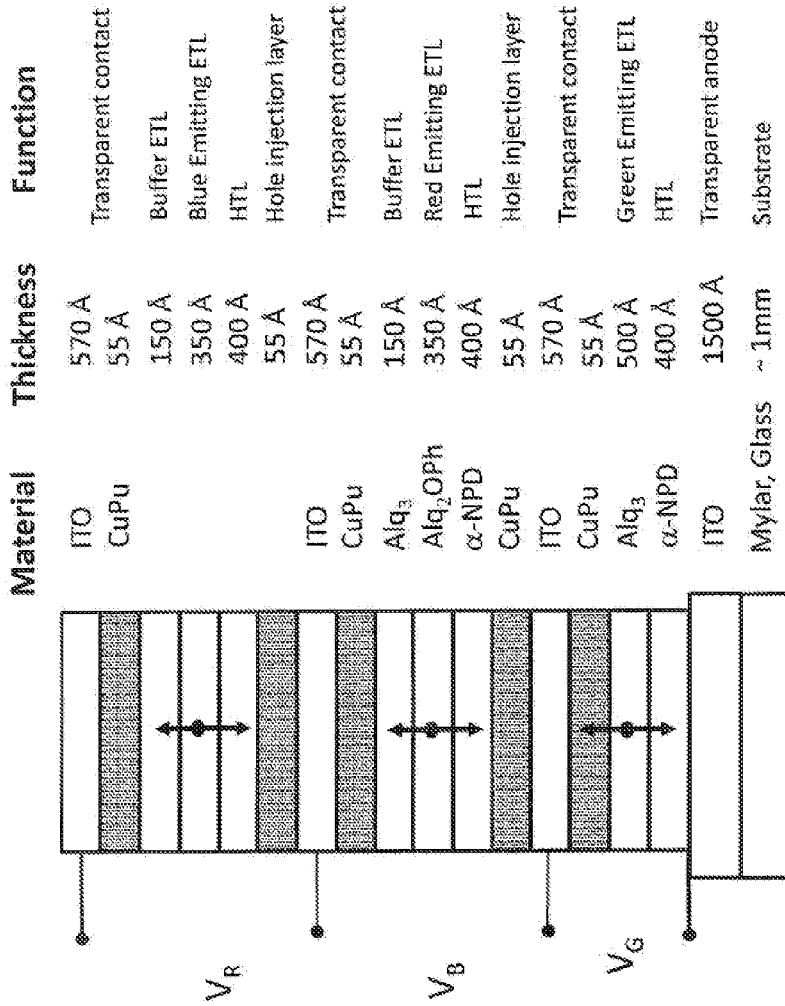 Material Thickness Function
ITO 570 Å Transparent contact
CuPu 55 Å
150 Å Buffer ETL
350 Å Blue Emitting ETL
400 Å HTL
55 Å Hole injection layer
ITO 570 Å Transparent contact
CuPu 55 Å
Alq₃ 150 Å Buffer ETL
Alq₂OPh 350 Å Red Emitting ETL
α-NPD 400 Å HTL
CuPu 55 Å Hole injection layer
ITO 570 Å Transparent contact
CuPu 55 Å
Alq₃ 500 Å Green Emitting ETL
α-NPD 400 Å HTL
ITO 1500 Å Transparent anode
Mylar, Glass ~ 1mm Substrate
V_R
V_B
V_G